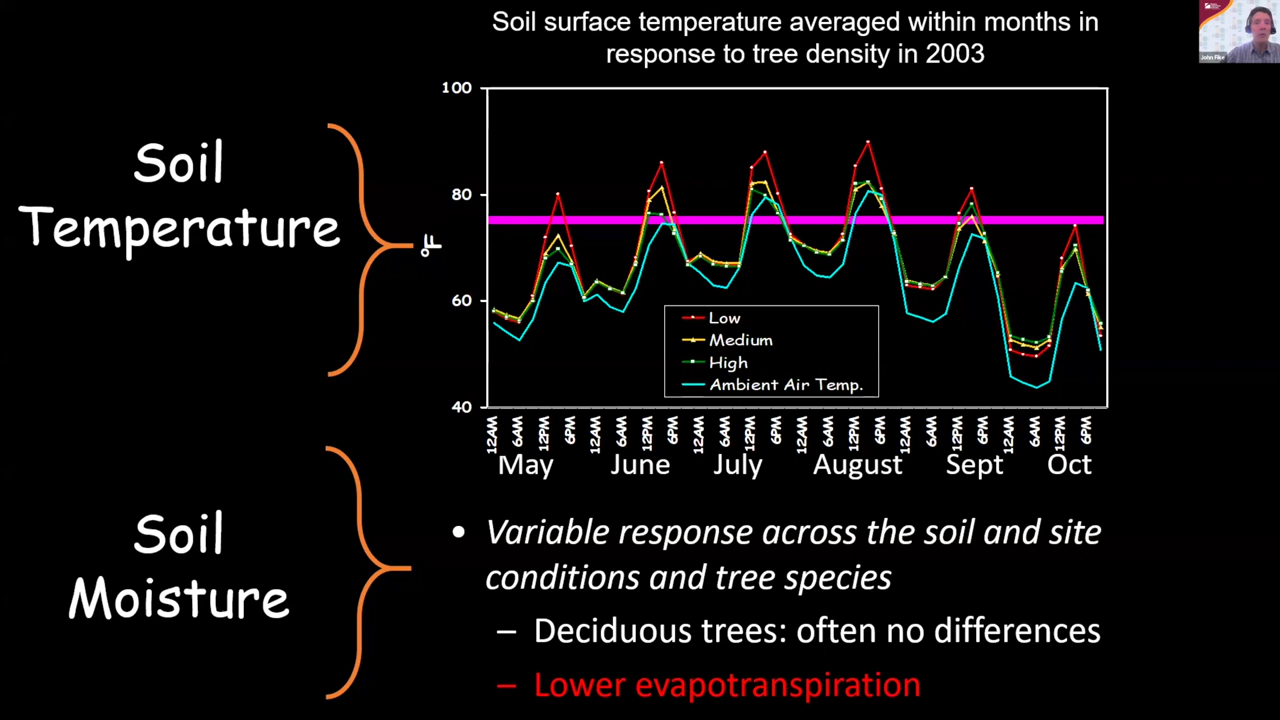 Soil surface temperature averaged within months in
response to tree density in 2003
John Fike
Soil
Temperature
°F
100
80
60
40
Low
Medium
High
Ambient Air Temp.
12AM 6AM 12PM 6PM 12AM 6AM 12PM 6PM 12AM 6AM 12PM 6PM 12AM 6AM 12PM 6PM 12AM 6AM 12PM 6PM 12AM 6AM 12PM 6PM
May June July August Sept Oct
Soil
Moisture
• Variable response across the soil and site
conditions and tree species
– Deciduous trees: often no differences
– Lower evapotranspiration